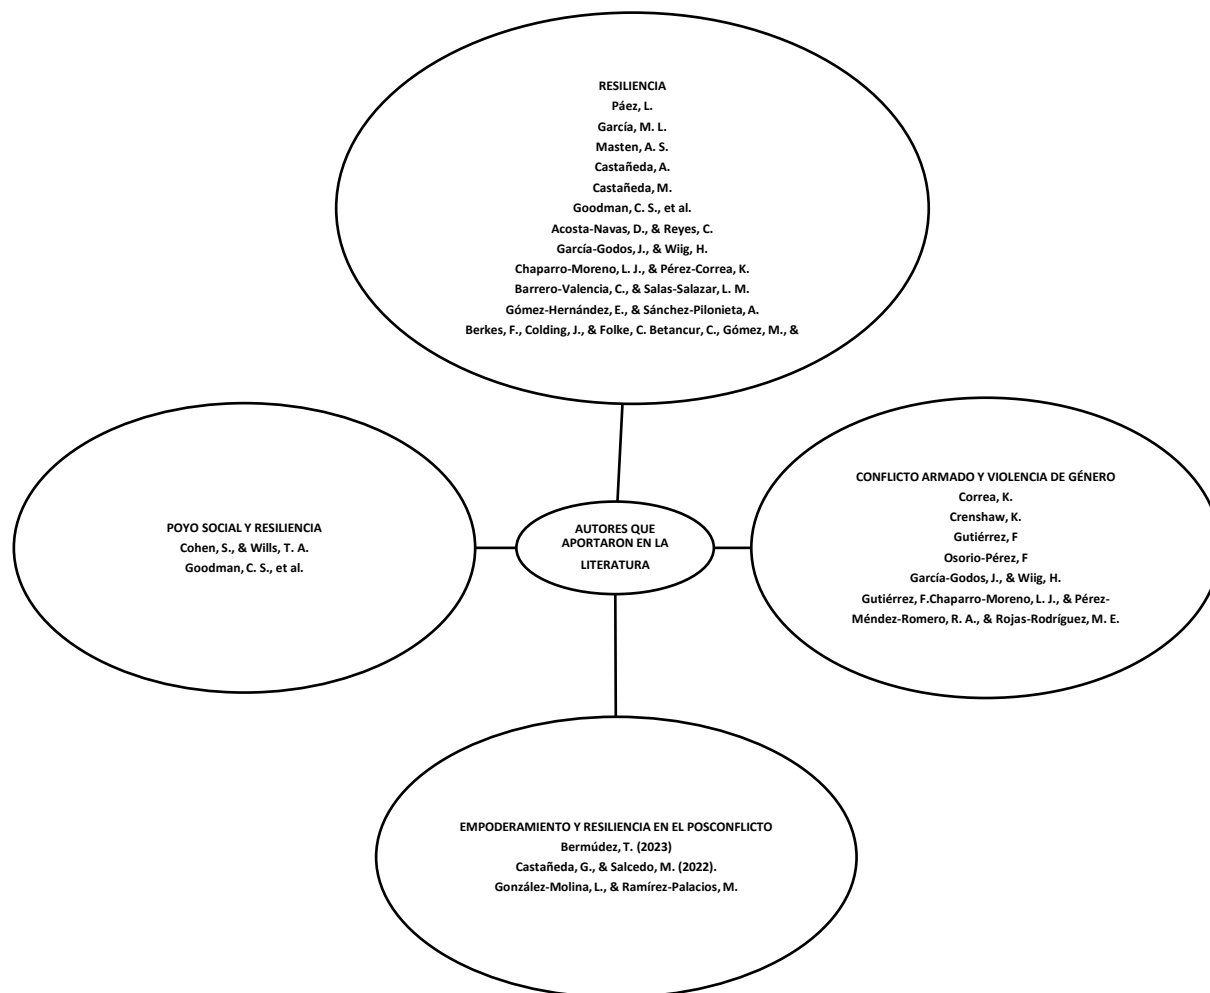 RESILIENCIA
Páez, L.
García, M. L.
Masten, A. S.
Castañeda, A.
Castañeda, M.
Goodman, C. S., et al.
Acosta-Navas, D., & Reyes, C.
García-Godos, J., & Wiig, H.
Chaparro-Moreno, L. J., & Pérez-Correa, K.
Barrero-Valencia, C., & Salas-Salazar, L. M.
Gómez-Hernández, E., & Sánchez-Pilonieta, A.
Berkes, F., Colding, J., & Folke, C. Betancur, C., Gómez, M., &
POYO SOCIAL Y RESILIENCIA
Cohen, S., & Wills, T. A.
Goodman, C. S., et al.
AUTORES QUE
APORTARON EN LA
LITERATURA
CONFLICTO ARMADO Y VIOLENCIA DE GÉNERO
Correa, K.
Crenshaw, K.
Gutiérrez, F
Osorio-Pérez, F
García-Godos, J., & Wiig, H.
Gutiérrez, F.Chaparro-Moreno, L. J., & Pérez-
Méndez-Romero, R. A., & Rojas-Rodríguez, M. E.
EMPODERAMIENTO Y RESILIENCIA EN EL POSCONFLICTO
Bermúdez, T. (2023)
Castañeda, G., & Salcedo, M. (2022).
González-Molina, L., & Ramírez-Palacios, M.